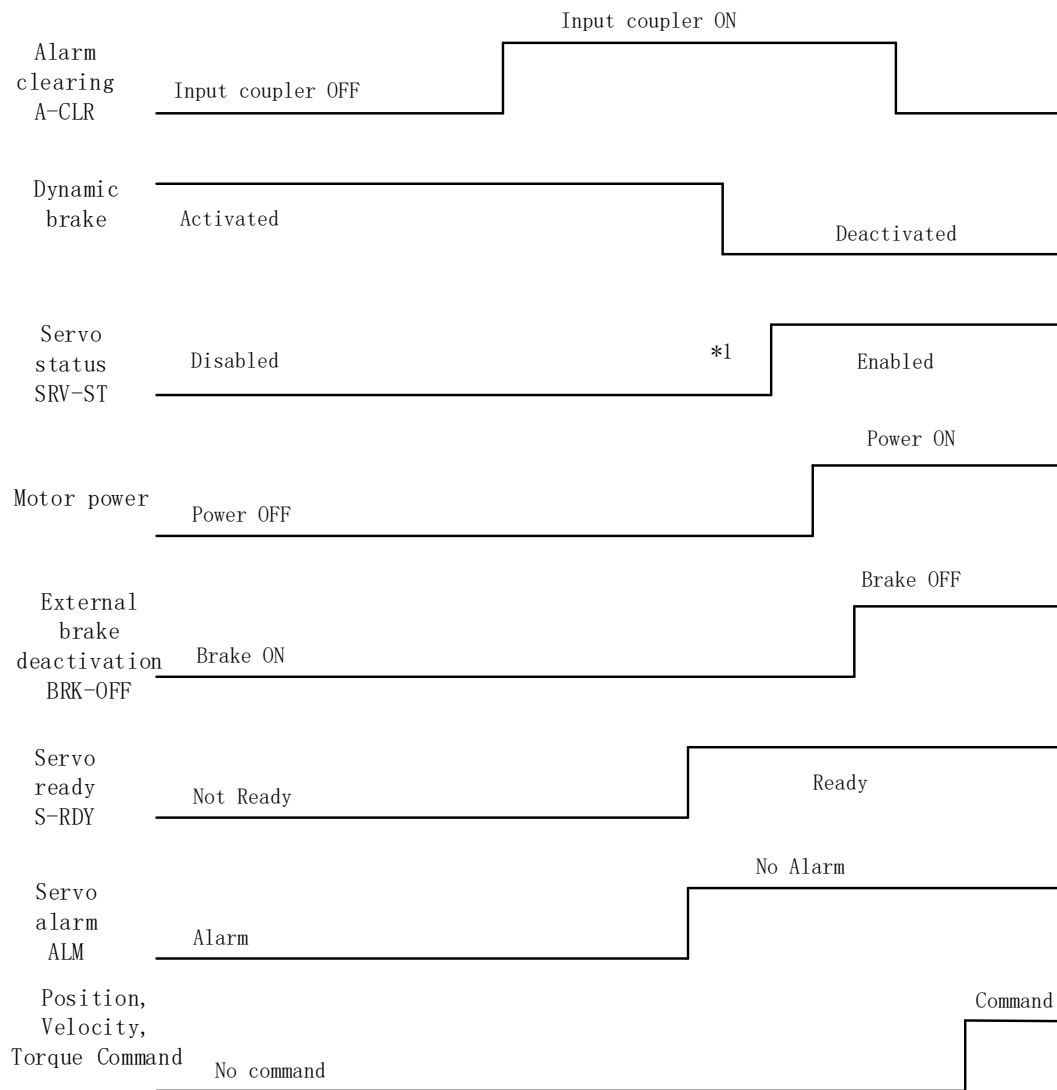 Input coupler ON
Alarm
clearing
A-CLR
Input coupler OFF
Dynamic
brake
Activated
Deactivated
Servo
status
SRV-ST
Disabled
*1
Enabled
Power ON
Motor power
Power OFF
Brake OFF
External
brake
deactivation
BRK-OFF
Brake ON
Servo
ready
S-RDY
Not Ready
Ready
No Alarm
Servo
alarm
ALM
Alarm
Position,
Velocity,
Torque Command
Command
No command